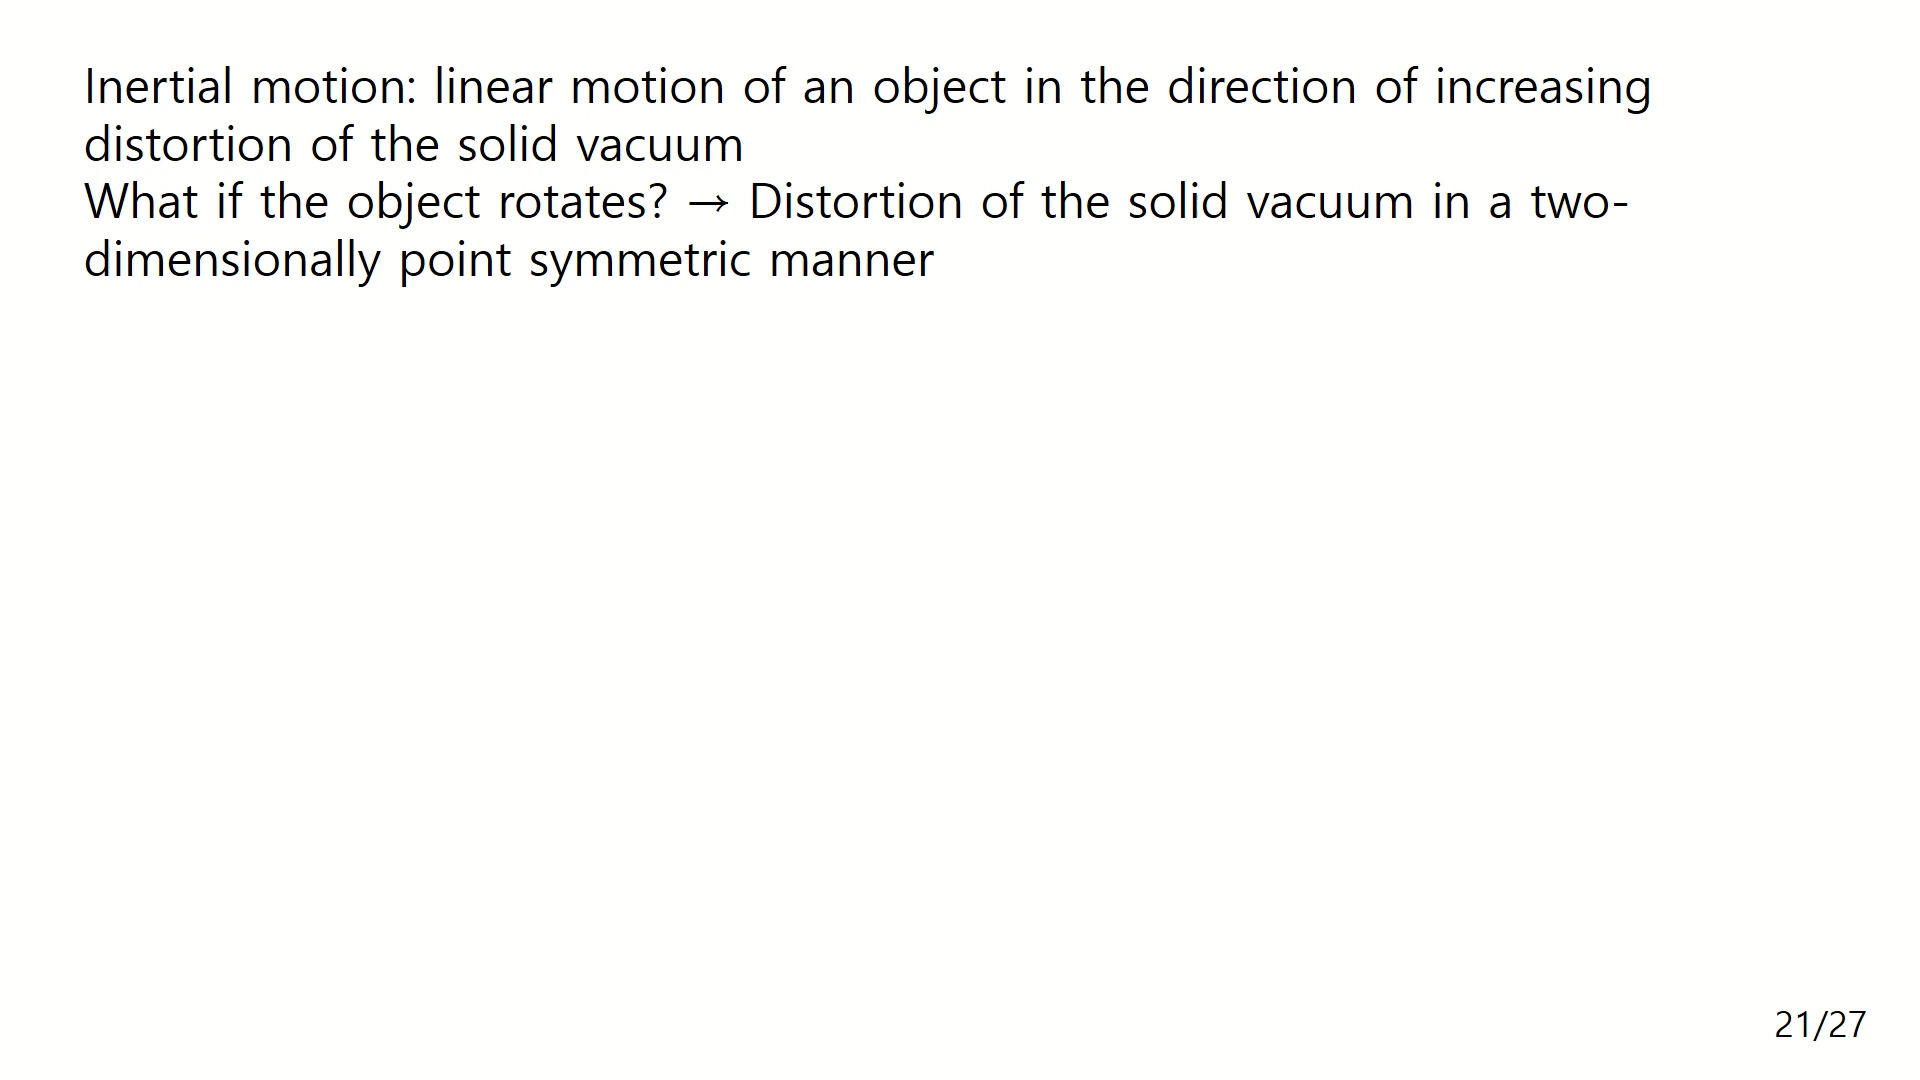 Inertial motion: linear motion of an object in the direction of increasing
distortion of the solid vacuum
What if the object rotates? → Distortion of the solid vacuum in a two-
dimensionally point symmetric manner
21/27